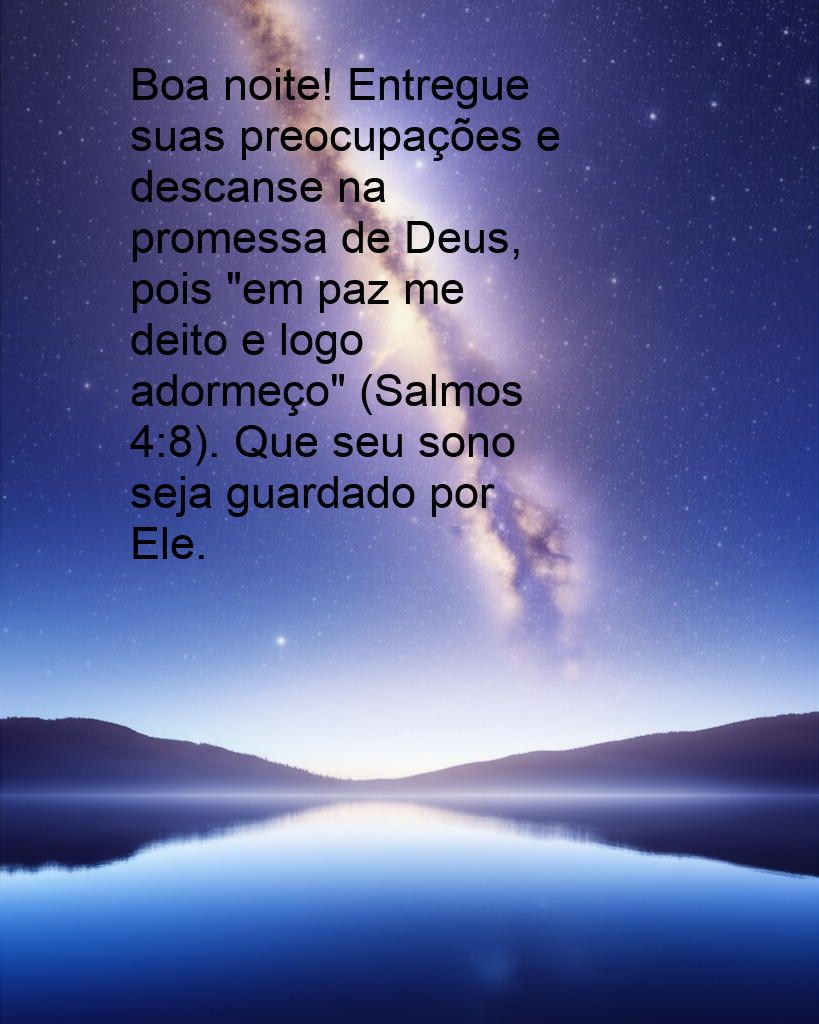 Boa noite! Entregue
suas preocupações e
descanse na
promessa de Deus,
pois "em paz me
deito e logo
adormeço" (Salmos
4:8). Que seu sono
seja guardado por
Ele.